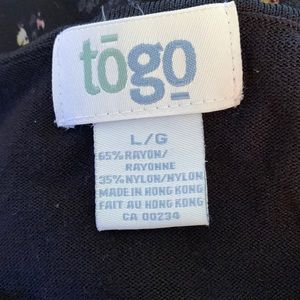 tōgo
L/G
65% RAYON/
RAYONNE
35% NYLON/NYLON
MADE IN HONG KONG
FAIT AU HONG KONG
CA 00234